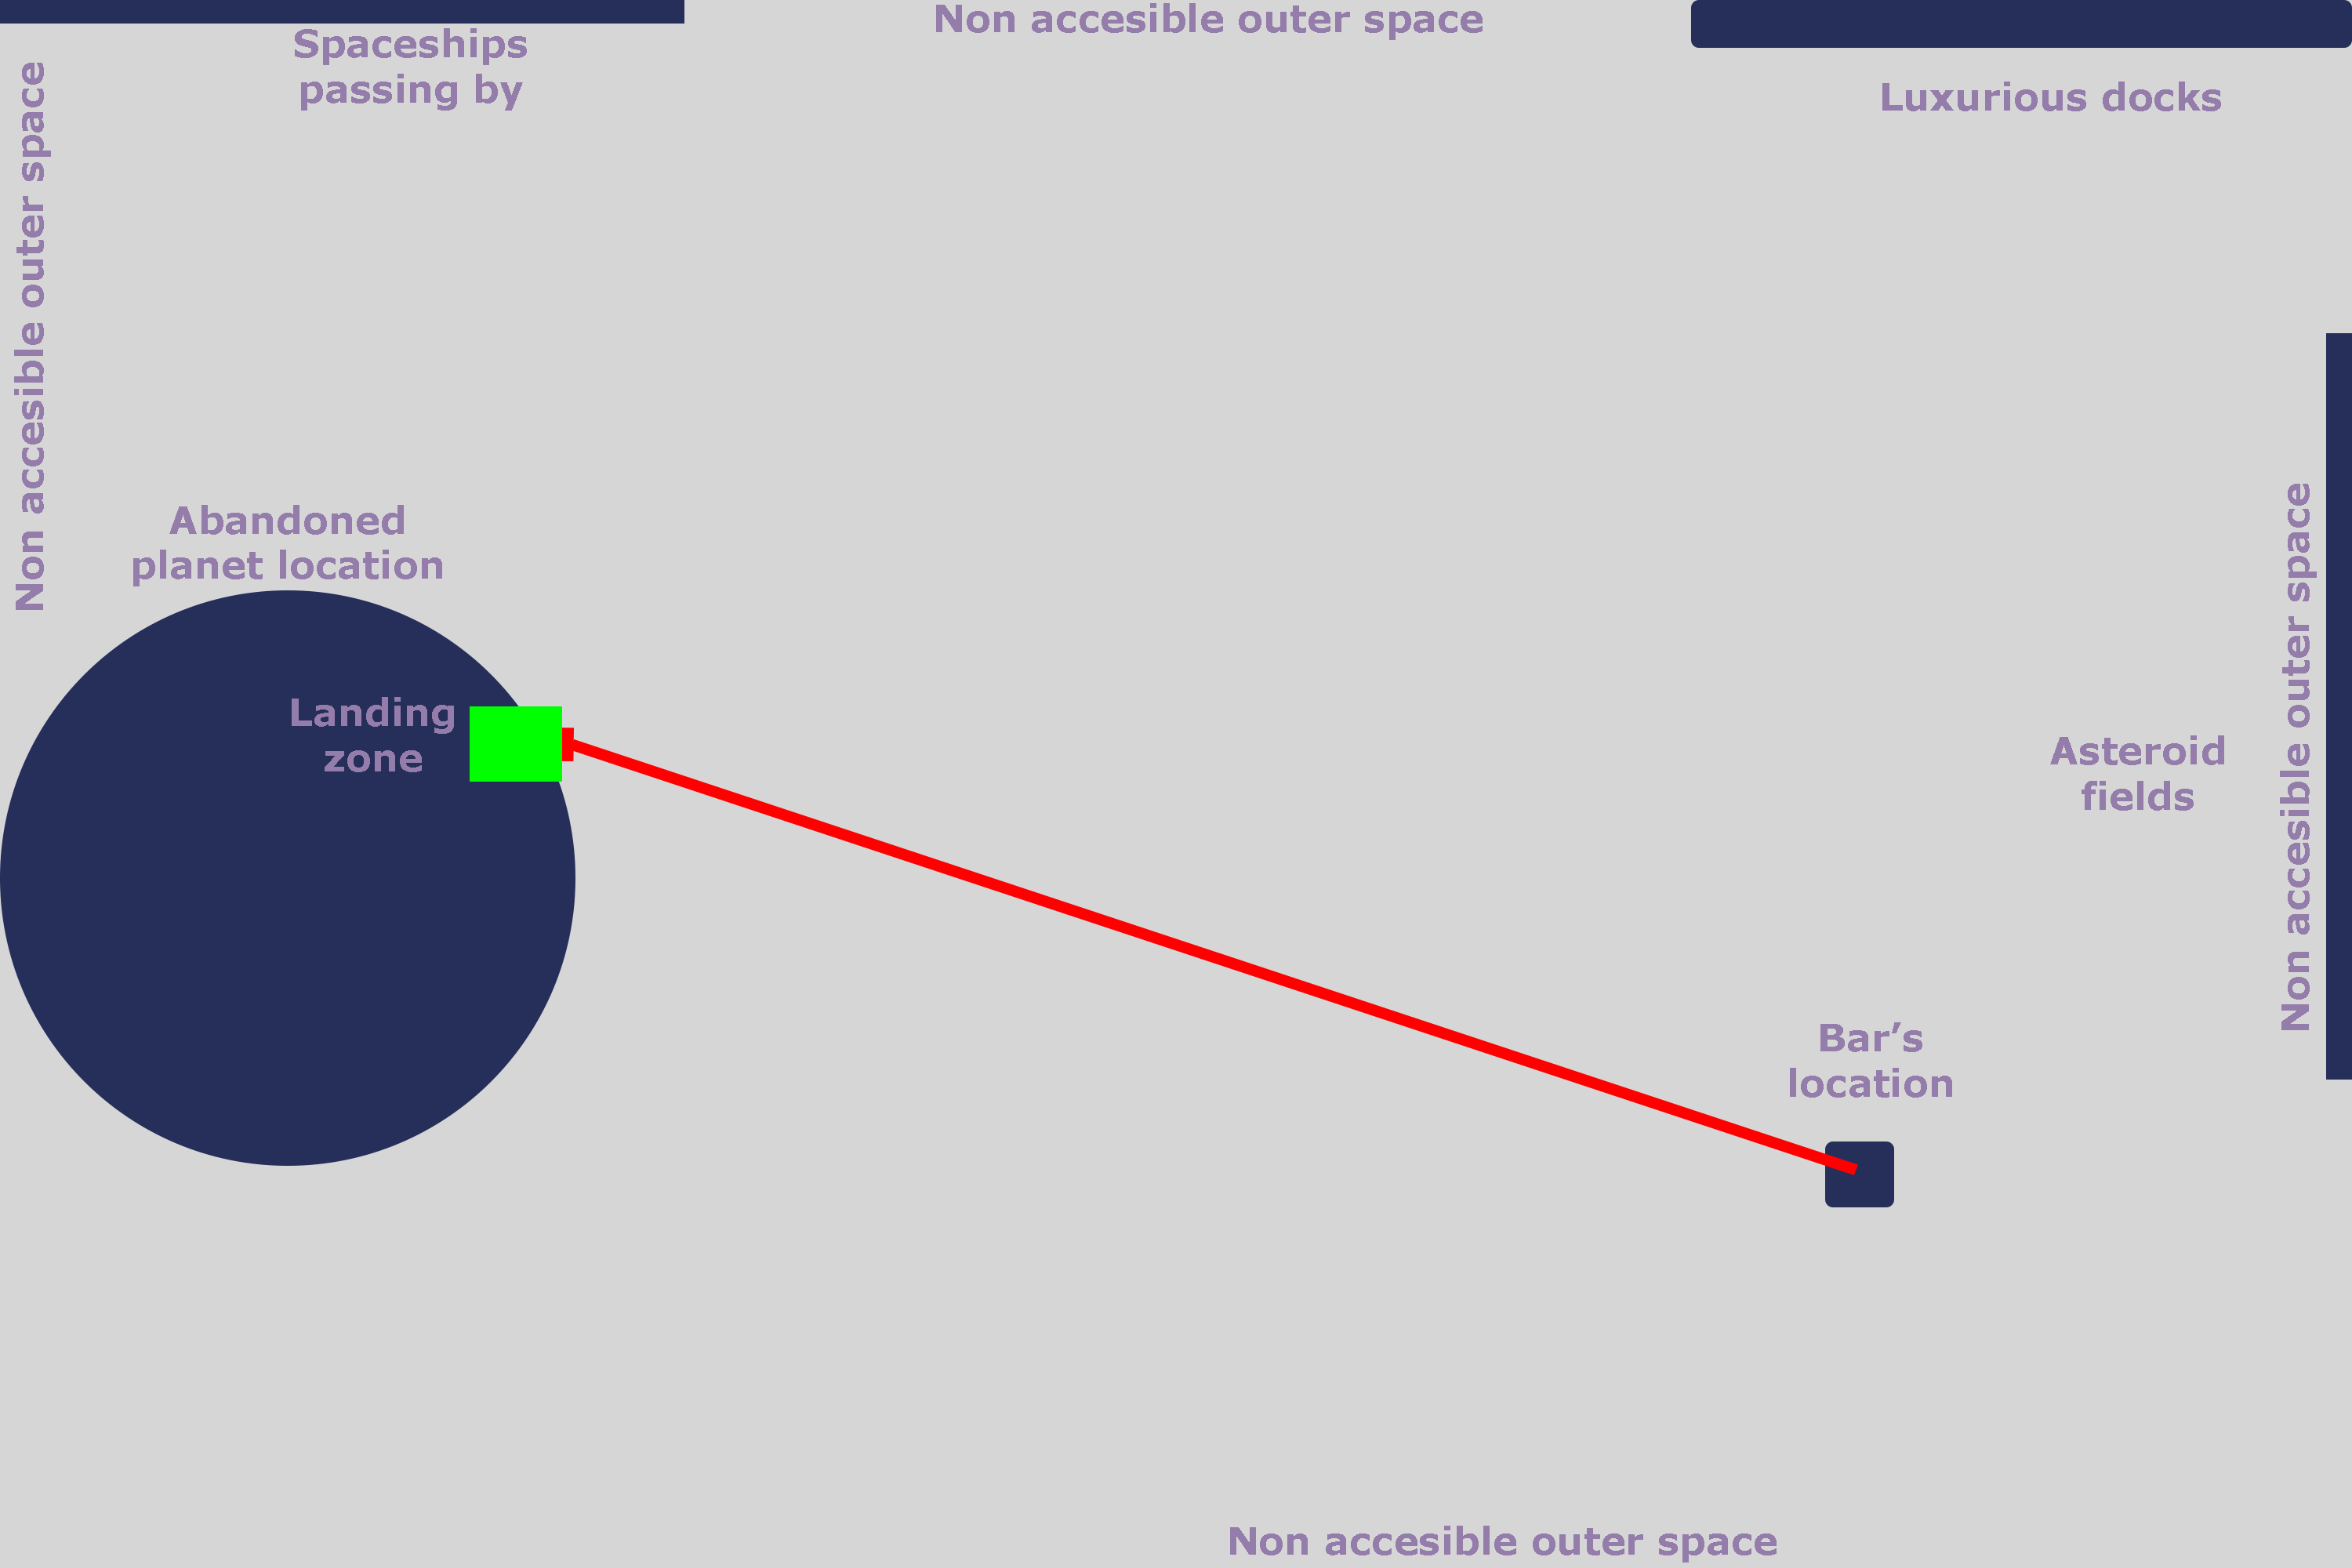 Non accesible outer space
Spaceships
passing by
Luxurious docks
Non accesible outer space
Abandoned
planet location
Non accesible outer space
Landing
zone
Asteroid
fields
Bar’s
location
Non accesible outer space